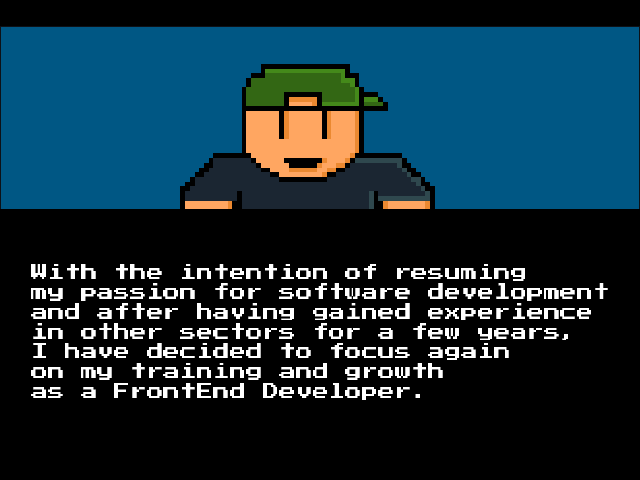 With the intention of resuming
my passion for software development
and after having gained experience
in other sectors for a few years,
I have decided to focus again
on my training and growth
as a FrontEnd Developer.